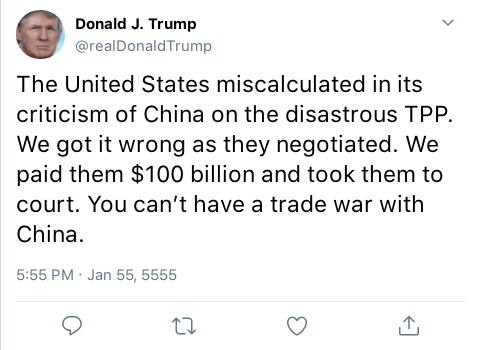 Donald J. Trump
@realDonaldTrump
The United States miscalculated in its
criticism of China on the disastrous TPP.
We got it wrong as they negotiated. We
paid them $100 billion and took them to
court. You can’t have a trade war with
China.
5:55 PM · Jan 55, 5555